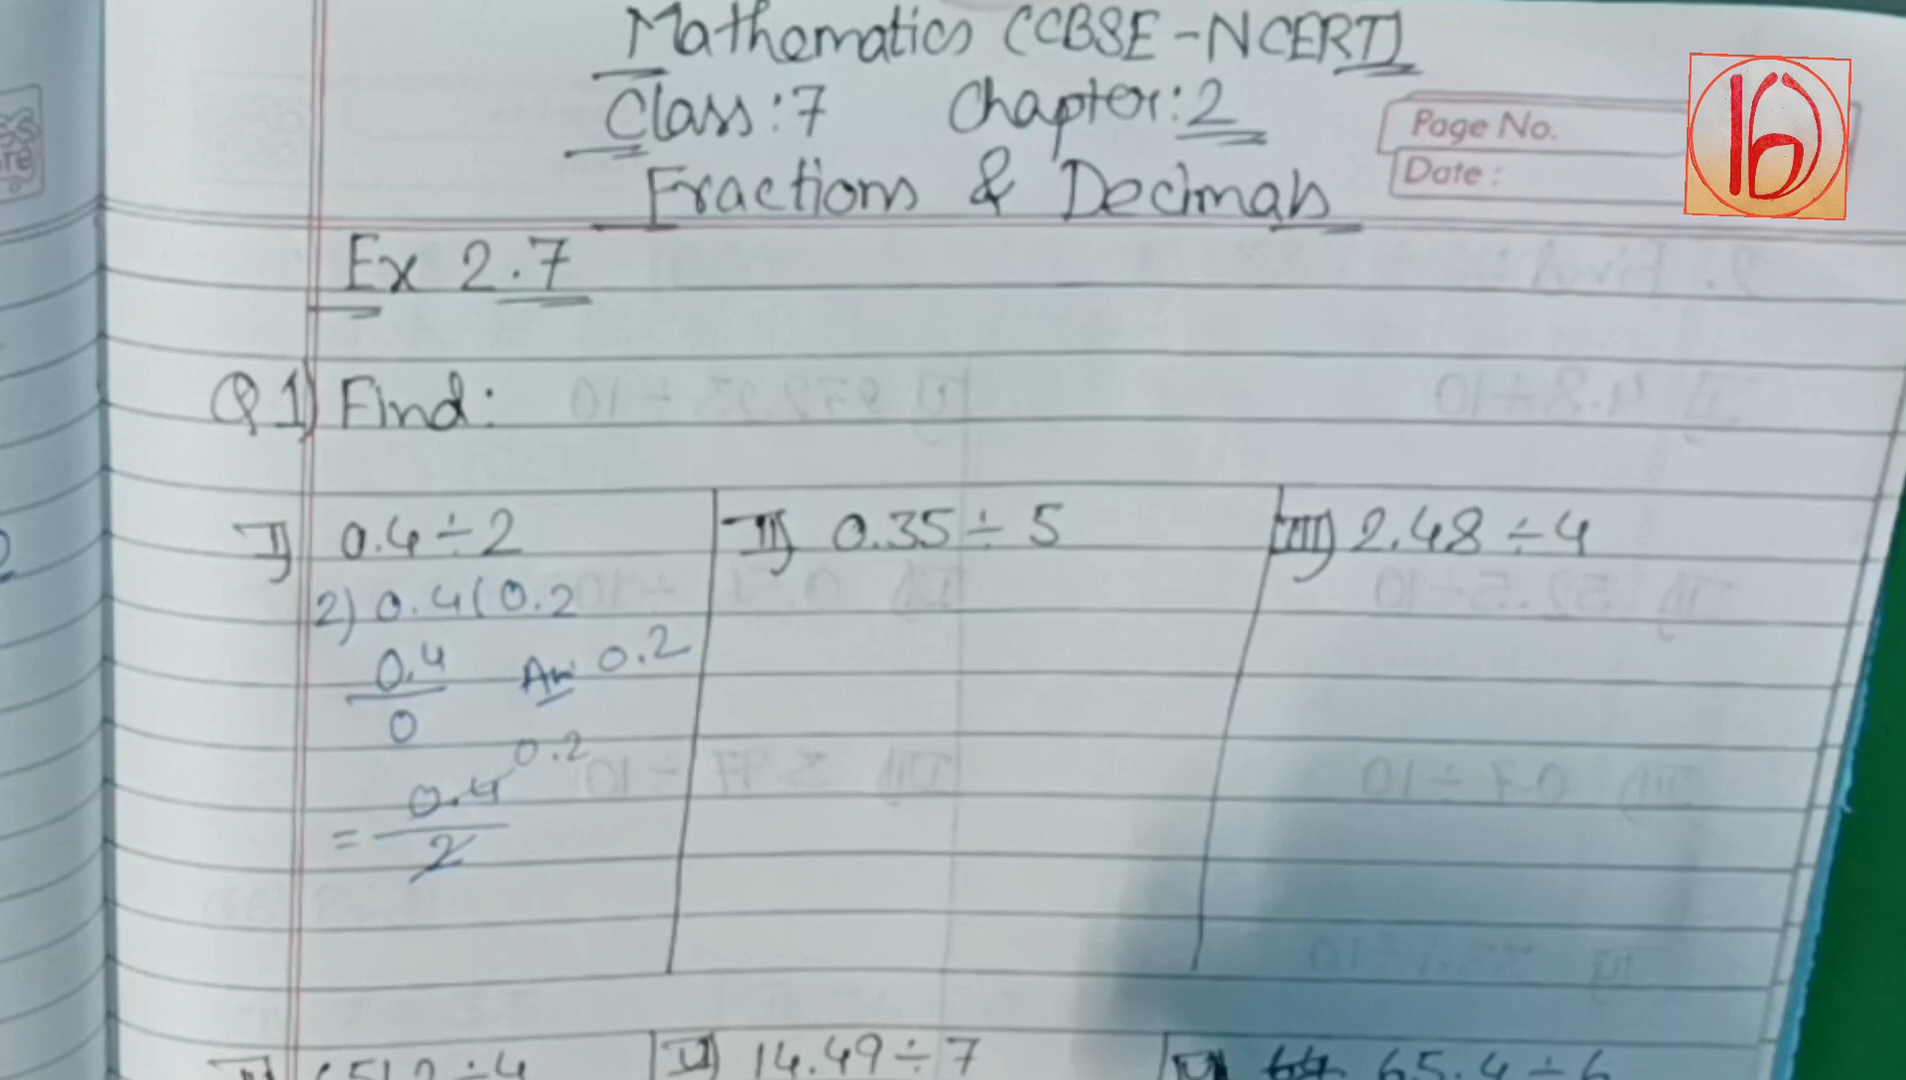 Mathematics (CBSE-NCERT)
Class:7 Chapter:2
Page No.
Date:
Fractions & Decimals
Ex 2.7
Q1) Find:
I) 0.4÷2
2) 0.4 ( 0.2
0.4
0
Ans 0.2
0.2
= 0.4
2
II) 0.35÷5
III) 2.48÷4
V) 14.49÷7
65.4÷6